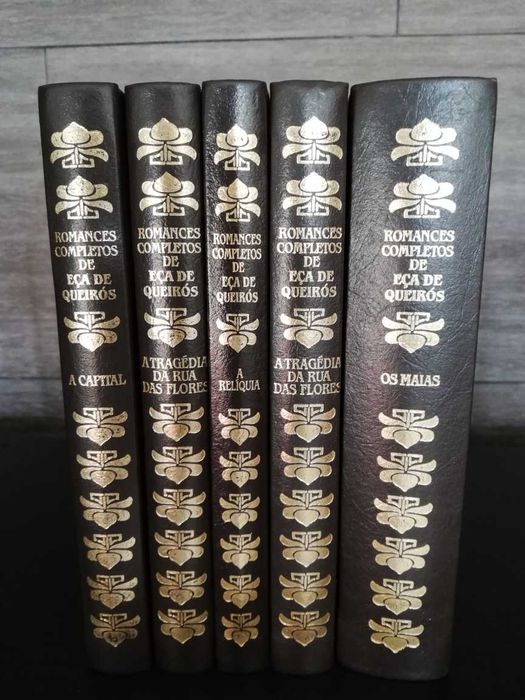 ROMANCES
COMPLETOS
DE
EÇA DE
QUEIRÓS
A CAPITAL
ROMANCES
COMPLETOS
DE
EÇA DE
QUEIRÓS
A TRAGÉDIA
DA RUA
DAS FLORES
ROMANCES
COMPLETOS
DE
EÇA DE
QUEIRÓS
A
RELÍQUIA
ROMANCES
COMPLETOS
DE
EÇA DE
QUEIRÓS
A TRAGÉDIA
DA RUA
DAS FLORES
ROMANCES
COMPLETOS
DE
EÇA DE
QUEIRÓS
OS MAIAS